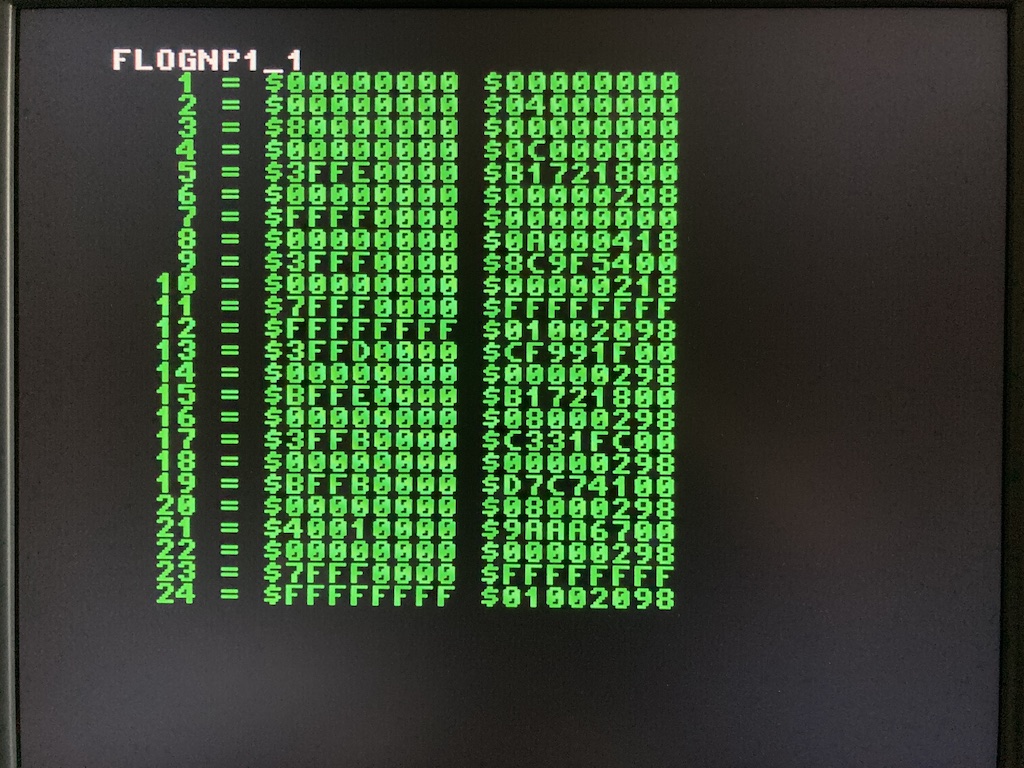 FLOGNP1_1
1 = $00000000 $00000000
2 = $00000000 $04000000
3 = $80000000 $00000000
4 = $00000000 $0C000000
5 = $3FFE0000 $B1721800
6 = $00000000 $00000208
7 = $FFFF0000 $00000000
8 = $00000000 $0A000418
9 = $3FFF0000 $8C9F5400
10 = $00000000 $00000218
11 = $7FFF0000 $FFFFFFFF
12 = $FFFFFFFF $01002098
13 = $3FFD0000 $CF991F00
14 = $00000000 $00000298
15 = $BFFE0000 $B1721800
16 = $00000000 $08000298
17 = $3FFB0000 $C331FC00
18 = $00000000 $00000298
19 = $BFFB0000 $D7C74100
20 = $00000000 $08000298
21 = $40010000 $9AAA6700
22 = $00000000 $00000298
23 = $7FFF0000 $FFFFFFFF
24 = $FFFFFFFF $01002098